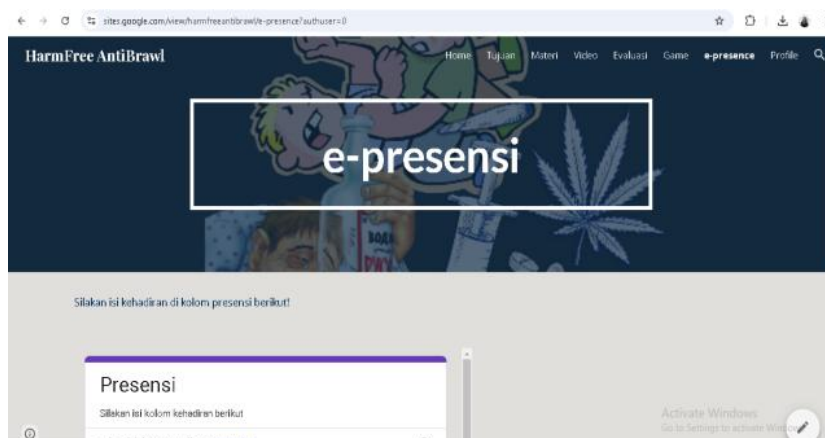 sites.google.com/view/harmfreeantibrawl/e-presence?authuser=0
HarmFree AntiBrawl
Home Tujuan Materi Video Evaluasi Game e-presence Profile
e-presensi
Silakan isi kehadiran di kolom presensi berikut!
Presensi
Silakan isi kolom kehadiran berikut
Activate Windows
Go to Settings to activate Windows